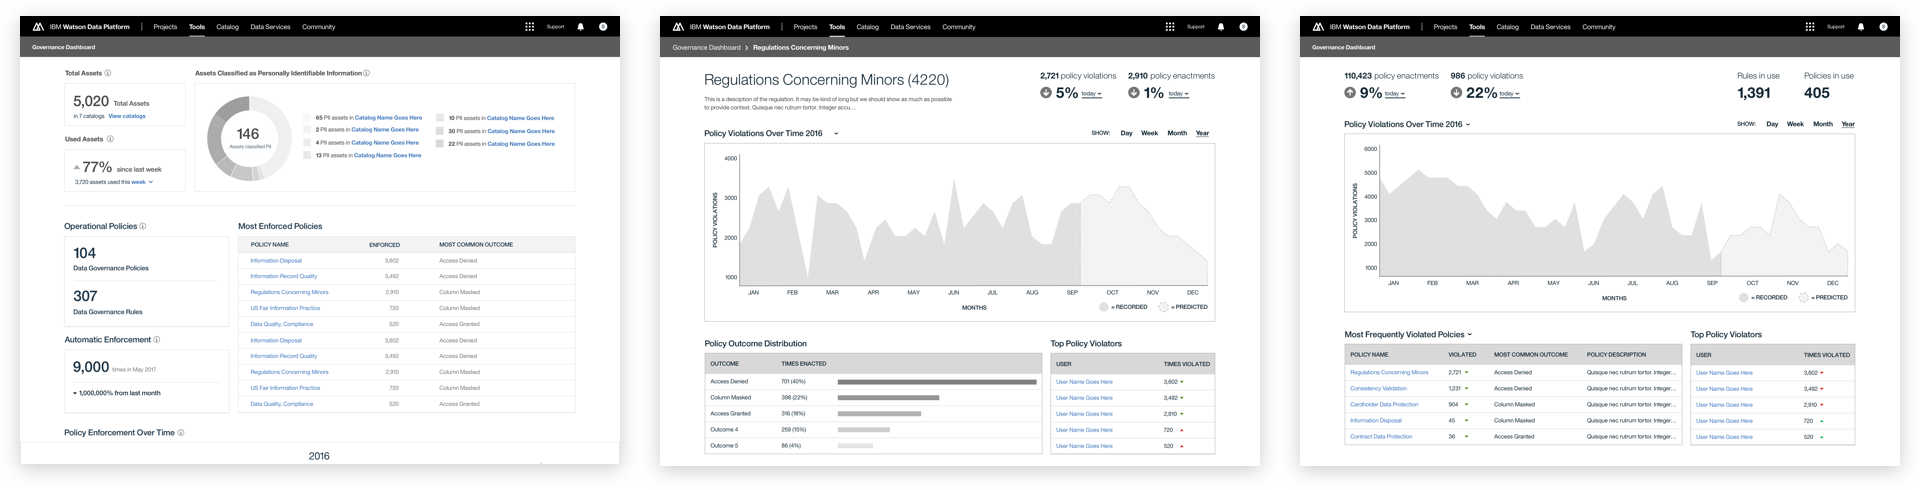 IBM Watson Data Platform | Projects Tools Catalog Data Services Community Support
Governance Dashboard
Total Assets
5,020 Total Assets
in 7 catalogs View catalogs
Used Assets
77% since last week
3,720 assets used this week
Assets Classified as Personally Identifiable Information
146
Assets classified PII
65 PII assets in Catalog Name Goes Here
2 PII assets in Catalog Name Goes Here
4 PII assets in Catalog Name Goes Here
13 PII assets in Catalog Name Goes Here
10 PII assets in Catalog Name Goes Here
30 PII assets in Catalog Name Goes Here
22 PII assets in Catalog Name Goes Here
Operational Policies
104
Data Governance Policies
307
Data Governance Rules
Automatic Enforcement
9,000 times in May 2017
1,000,000% from last month
Most Enforced Policies
POLICY NAME ENFORCED MOST COMMON OUTCOME
Information Disposal 3,602 Access Denied
Information Record Quality 3,492 Access Denied
Regulations Concerning Minors 2,910 Column Masked
US Fair Information Practice 720 Column Masked
Data Quality, Compliance 520 Access Granted
Information Disposal 3,602 Access Denied
Information Record Quality 3,492 Access Denied
Regulations Concerning Minors 2,910 Column Masked
US Fair Information Practice 720 Column Masked
Data Quality, Compliance 520 Access Granted
Policy Enforcement Over Time
2016
IBM Watson Data Platform | Projects Tools Catalog Data Services Community Support
Governance Dashboard Regulations Concerning Minors
Regulations Concerning Minors (4220)
This is a desciption of the regulation. It may be kind of long but we should show as much as possible
to provide context. Quisque nec rutrum tortor. Integer accu...
2,721 policy violations
5% today
2,910 policy enactments
1% today
Policy Violations Over Time 2016
SHOW: Day Week Month Year
POLICY VIOLATIONS
4000
3000
2000
1000
JAN FEB MAR APR MAY JUN JUL AUG SEP OCT NOV DEC
MONTHS
= RECORDED = PREDICTED
Policy Outcome Distribution
OUTCOME TIMES ENACTED
Access Denied 701 (40%)
Column Masked 398 (22%)
Access Granted 316 (18%)
Outcome 4 259 (15%)
Outcome 5 86 (4%)
Top Policy Violators
USER TIMES VIOLATED
User Name Goes Here 3,602
User Name Goes Here 3,492
User Name Goes Here 2,910
User Name Goes Here 720
User Name Goes Here 520
IBM Watson Data Platform | Projects Tools Catalog Data Services Community Support
Governance Dashboard
110,423 policy enactments
9% today
986 policy violations
22% today
Rules in use
1,391
Policies in use
405
Policy Violations Over Time 2016
SHOW: Day Week Month Year
POLICY VIOLATIONS
6000
5000
4000
3000
2000
1000
JAN FEB MAR APR MAY JUN JUL AUG SEP OCT NOV DEC
MONTHS
= RECORDED = PREDICTED
Most Frequently Violated Polcies
POLICY NAME VIOLATED MOST COMMON OUTCOME POLICY DESCRIPTION
Regulations Concerning Minors 2,721 Access Denied Quisque nec rutrum tortor. Integer...
Consistency Validation 1,231 Access Denied Quisque nec rutrum tortor. Integer...
Cardholder Data Protection 904 Column Masked Quisque nec rutrum tortor. Integer...
Information Disposal 45 Column Masked Quisque nec rutrum tortor. Integer...
Contract Data Protection 36 Access Granted Quisque nec rutrum tortor. Integer...
Top Policy Violators
USER TIMES VIOLATED
User Name Goes Here 3,602
User Name Goes Here 3,492
User Name Goes Here 2,910
User Name Goes Here 720
User Name Goes Here 520